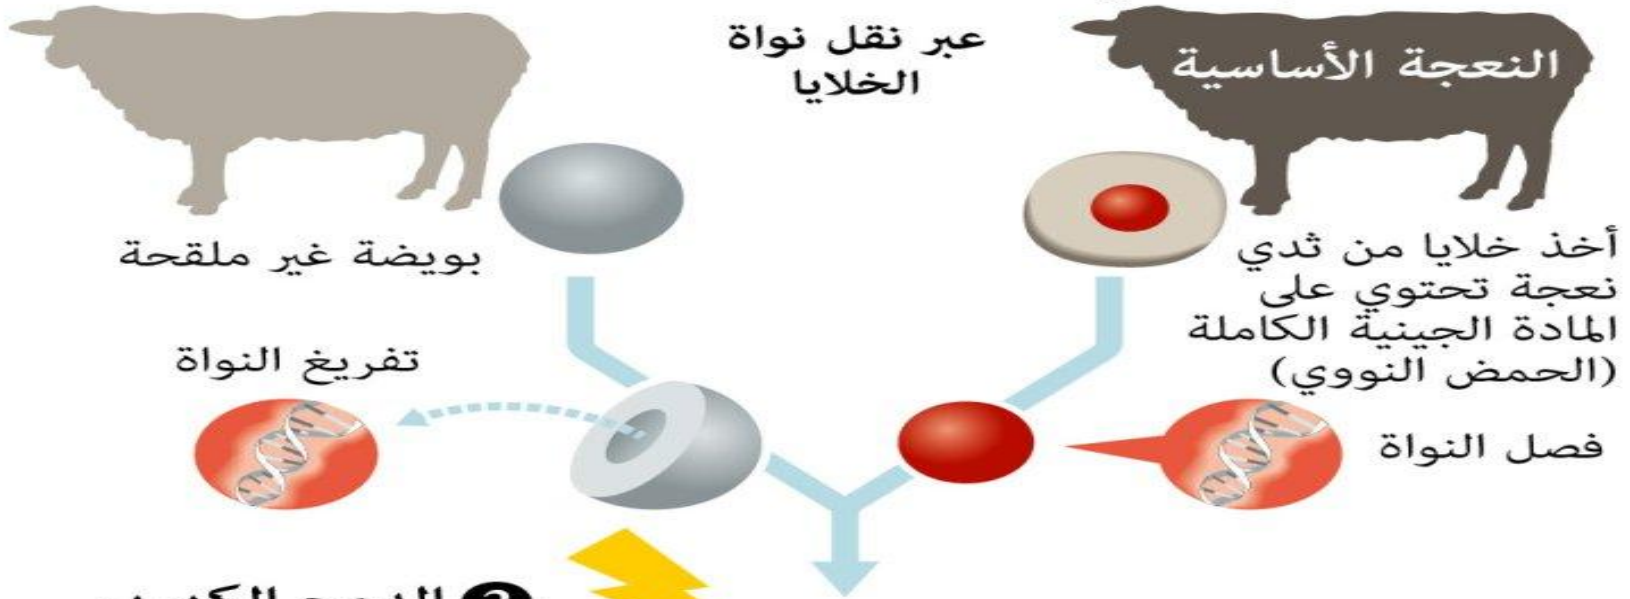 عبر نقل نواة
الخلايا
النعجة الأساسية
أخذ خلايا من ثدي
نعجة تحتوي على
المادة الجينية الكاملة
(الحمض النووي)
بويضة غير ملقحة
تفريغ النواة
فصل النواة